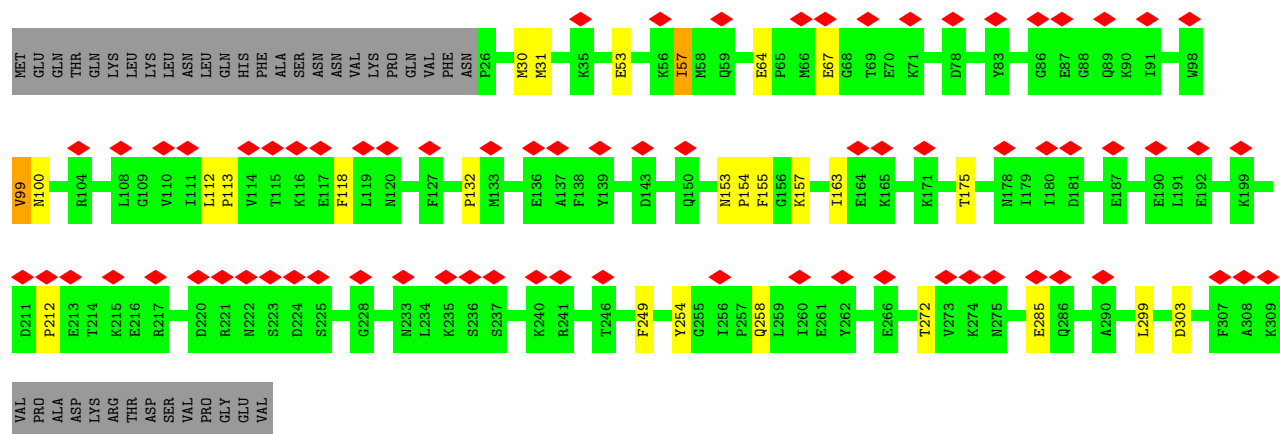 MET GLU GLN THR GLN LYS LEU LYS LEU ASN LEU GLN HIS PHE ALA SER ASN ASN VAL LYS PRO GLN VAL PHE ASN P26 M30 M31 K35 E53 K56 I57 M58 Q59 E64 P65 M66 E67 G68 T69 E70 K71 D78 Y83 G86 E87 G88 Q89 K90 I91 W98
V99 N100 R104 L108 G109 V110 I111 L112 P113 V114 T115 K116 E117 F118 L119 N120 F127 P132 M133 E136 A137 F138 Y139 D143 Q150 N153 P154 F155 G156 K157 I163 E164 K165 K171 T175 N178 I179 I180 D181 E187 E190 L191 E192 K199
D211 P212 E213 T214 K215 E216 R217 D220 R221 N222 S223 D224 S225 G228 N233 L234 K235 S236 S237 K240 R241 T246 F249 Y254 G255 I256 P257 Q258 L259 I260 E261 Y262 E266 T272 V273 K274 N275 E285 Q286 A290 L299 D303 F307 A308 K309
VAL PRO ALA ASP LYS ARG THR ASP SER VAL PRO GLY GLU VAL